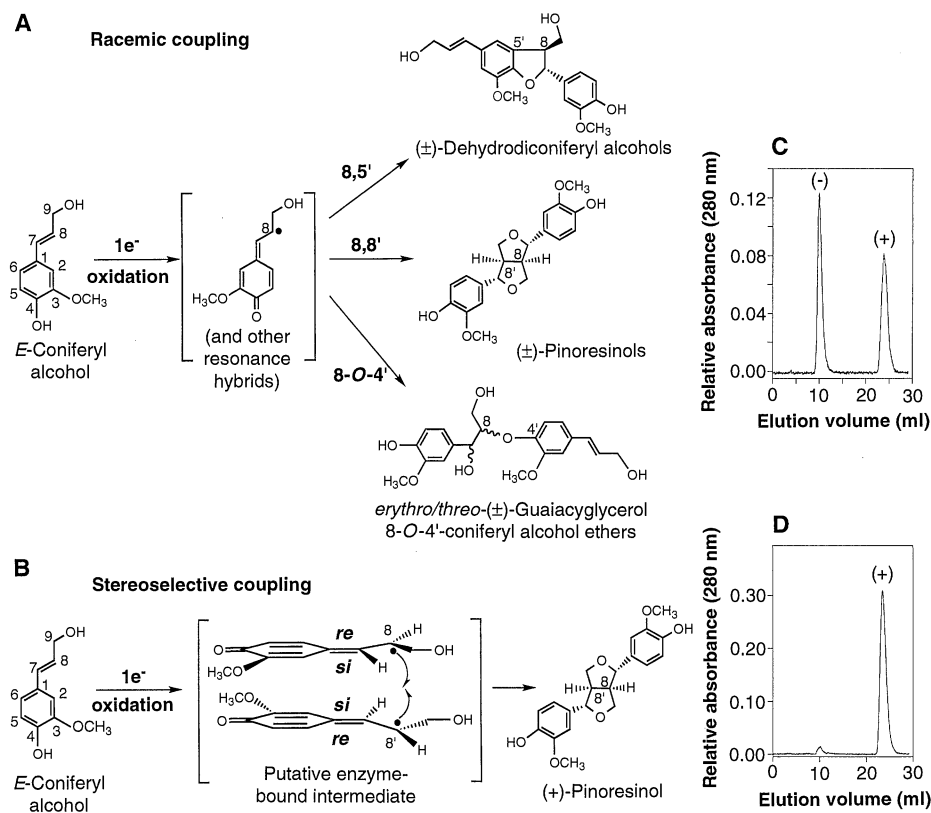 A
Racemic coupling
HO
HO
5'
8
O
OCH₃
OH
OCH₃
(±)-Dehydrodiconiferyl alcohols
8,5'
9
OH
7
8
1
6
2
5
3
4
OCH₃
OH
E-Coniferyl
alcohol
1e⁻
oxidation
OH
8
H₃CO
O
(and other
resonance
hybrids)
8,8'
OCH₃
OH
O
8
H
H
8'
O
HO
OCH₃
(±)-Pinoresinols
8-O-4'
OH
8
4'
HO
O
H₃CO
HO
H₃CO
OH
erythro/threo-(±)-Guaiacyglycerol
8-O-4'-coniferyl alcohol ethers
C
Relative absorbance (280 nm)
(-)
(+)
0.12
0.08
0.04
0.00
0
10
20
30
Elution volume (ml)
B
Stereoselective coupling
9
OH
7
8
1
6
2
5
3
4
OCH₃
OH
E-Coniferyl
alcohol
1e⁻
oxidation
O
H₃CO
re
si
8
H
H
OH
H₃CO
O
si
re
H
OH
8'
H
Putative enzyme-
bound intermediate
OCH₃
OH
O
8
H
H
8'
O
HO
OCH₃
(+)-Pinoresinol
D
Relative absorbance (280 nm)
(+)
0.30
0.20
0.10
0.00
0
10
20
30
Elution volume (ml)